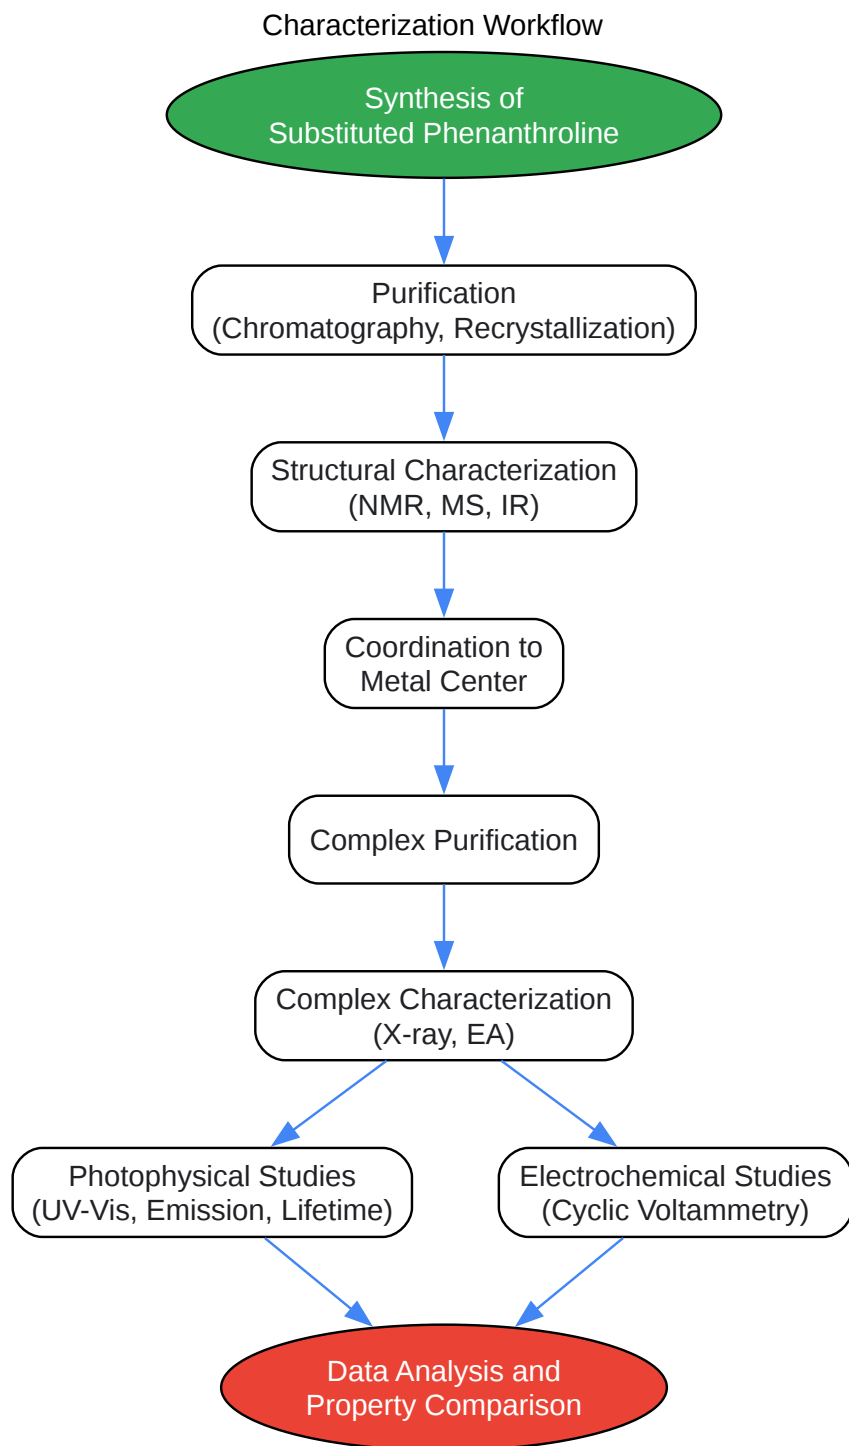 Characterization Workflow
Synthesis of
Substituted Phenanthroline
Purification
(Chromatography, Recrystallization)
Structural Characterization
(NMR, MS, IR)
Coordination to
Metal Center
Complex Purification
Complex Characterization
(X-ray, EA)
Photophysical Studies
(UV-Vis, Emission, Lifetime)
Electrochemical Studies
(Cyclic Voltammetry)
Data Analysis and
Property Comparison